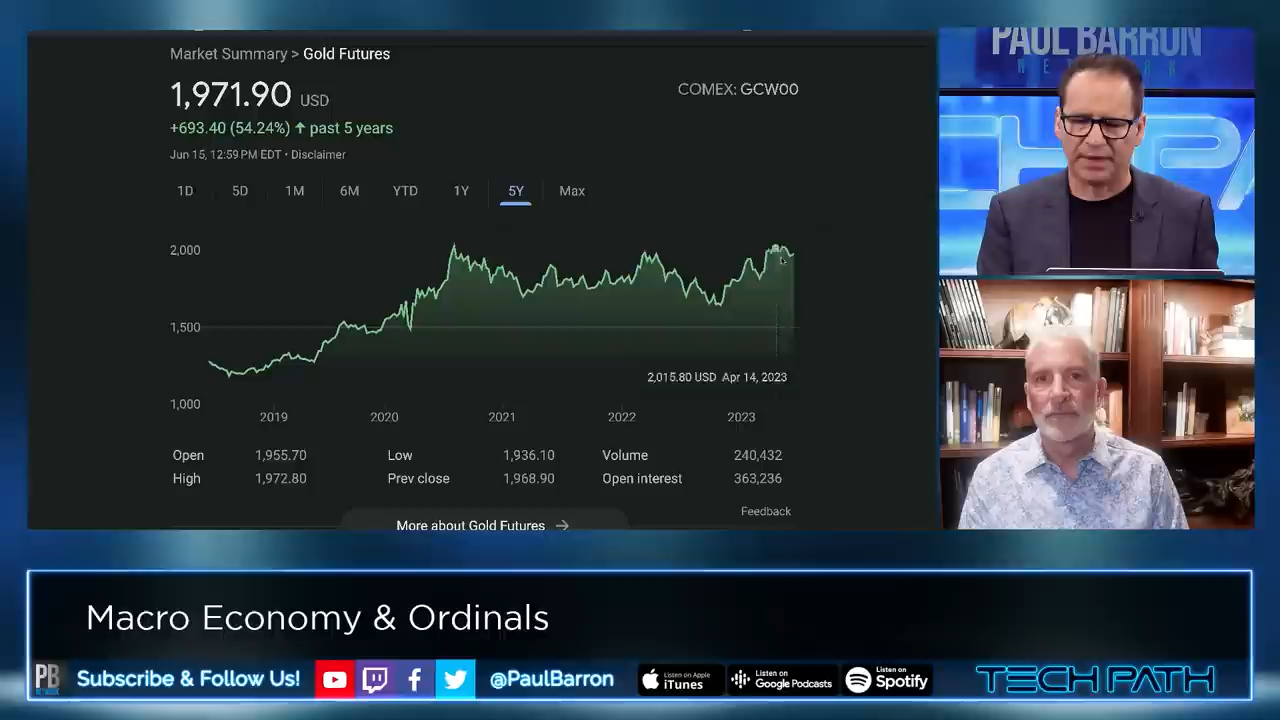 Market Summary > Gold Futures
1,971.90 USD
COMEX: GCW00
+693.40 (54.24%) ↑ past 5 years
Jun 15, 12:59 PM EDT • Disclaimer
1D 5D 1M 6M YTD 1Y 5Y Max
2,000
1,500
1,000
2,015.80 USD Apr 14, 2023
2019 2020 2021 2022 2023
Open 1,955.70 Low 1,936.10 Volume 240,432
High 1,972.80 Prev close 1,968.90 Open interest 363,236
Feedback
More about Gold Futures →
PAUL BARRON
NETWORK
Macro Economy & Ordinals
PB
NETWORK
Subscribe & Follow Us!
@PaulBarron
Listen on Apple
iTunes
Listen on
Google Podcasts
Listen on
Spotify
TECH PATH